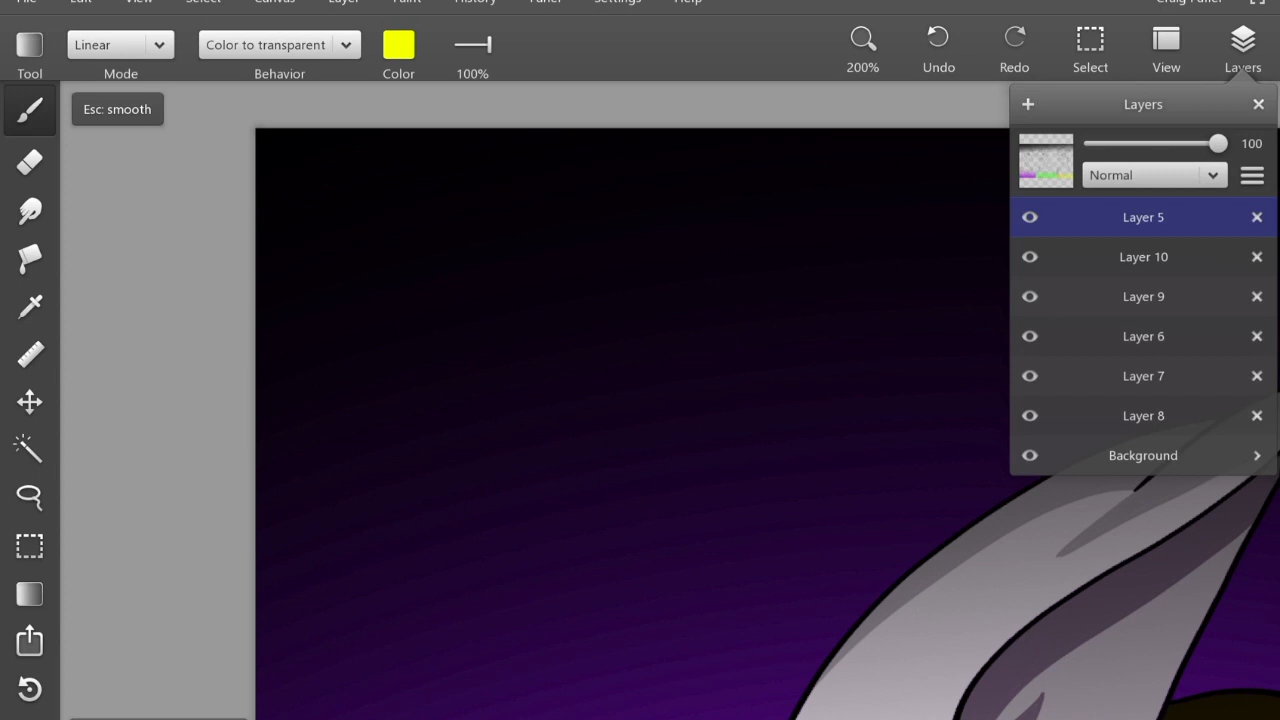 File Edit View Select Canvas Layer Paint History Panel Settings Help
Linear Color to transparent
Tool Mode Behavior Color 100% 200% Undo Redo Select View Layers
Esc: smooth
Layers
100
Normal
Layer 5
Layer 10
Layer 9
Layer 6
Layer 7
Layer 8
Background